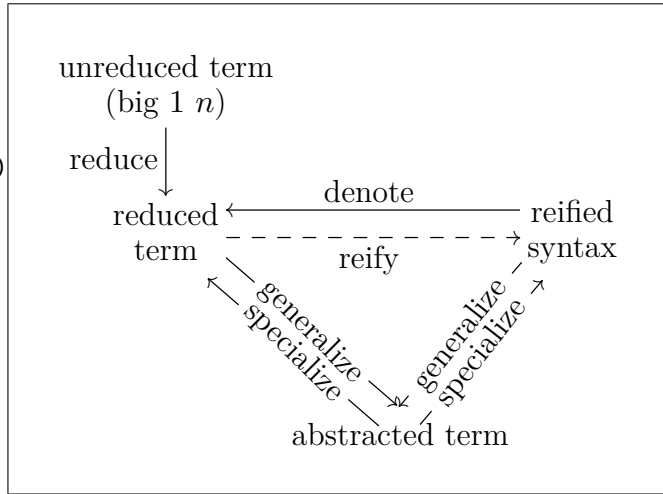 unreduced term
(big 1 n)
)
reduce
denote
reduced
term
reified
syntax
reify
generalize
specialize
generalize
specialize
abstracted term